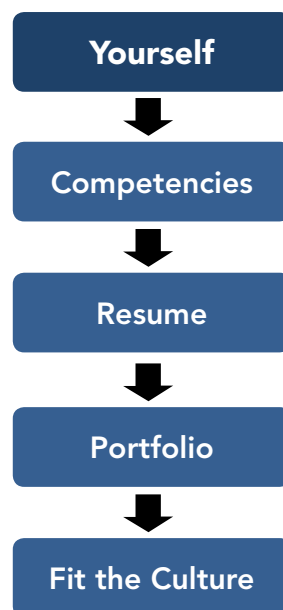 Yourself
Competencies
Resume
Portfolio
Fit the Culture